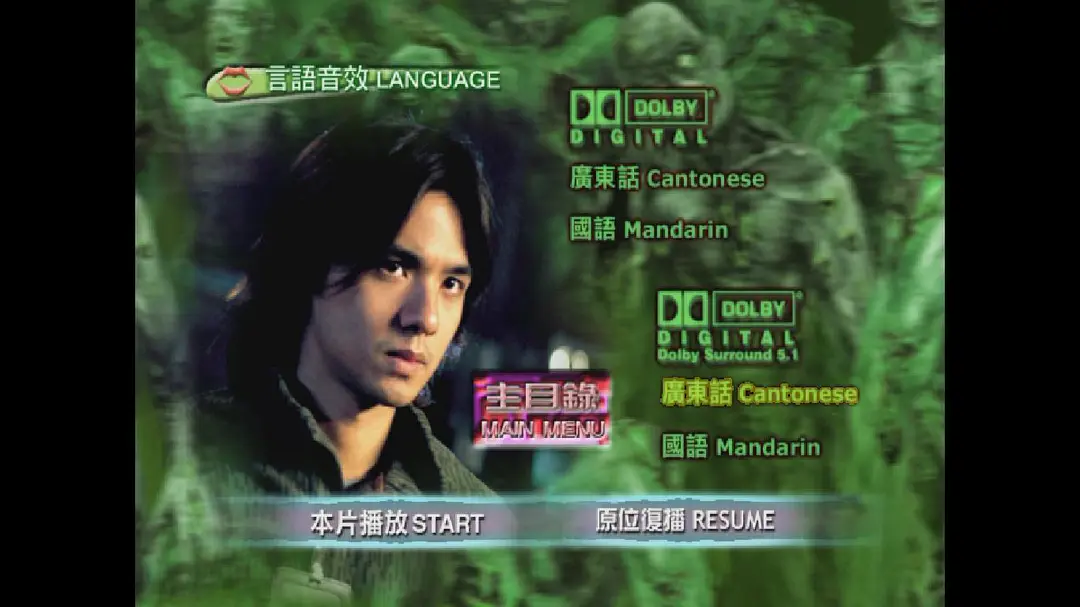 言語音效 LANGUAGE
DOLBY
DIGITAL
廣東話 Cantonese
國語 Mandarin
DOLBY
DIGITAL
Dolby Surround 5.1
廣東話 Cantonese
國語 Mandarin
主目錄
MAIN MENU
本片播放 START
原位復播 RESUME